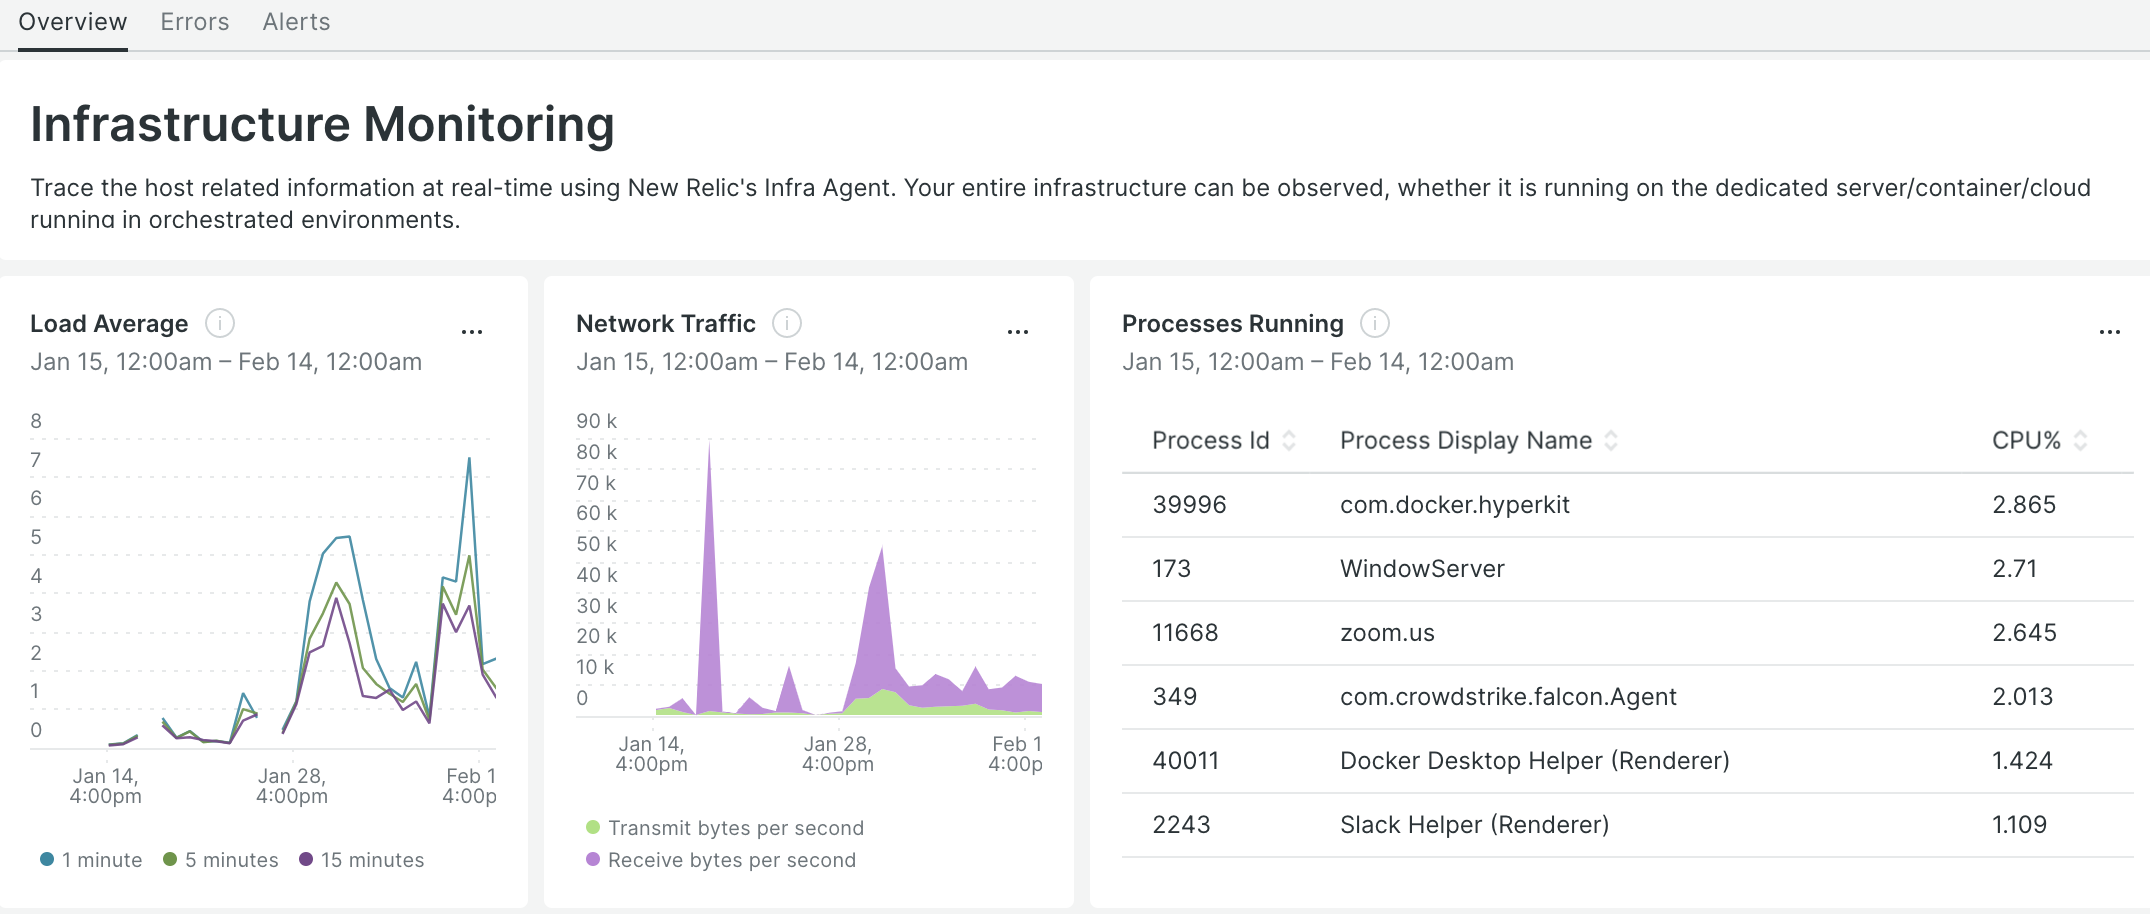 Overview Errors Alerts
Infrastructure Monitoring
Trace the host related information at real-time using New Relic's Infra Agent. Your entire infrastructure can be observed, whether it is running on the dedicated server/container/cloud
running in orchestrated environments.
Load Average i ...
Jan 15, 12:00am – Feb 14, 12:00am
8
7
6
5
4
3
2
1
0
Jan 14, Jan 28, Feb 1
4:00pm 4:00pm 4:00p
1 minute 5 minutes 15 minutes
Network Traffic i ...
Jan 15, 12:00am – Feb 14, 12:00am
90 k
80 k
70 k
60 k
50 k
40 k
30 k
20 k
10 k
0
Jan 14, Jan 28, Feb 1
4:00pm 4:00pm 4:00p
Transmit bytes per second
Receive bytes per second
Processes Running i ...
Jan 15, 12:00am – Feb 14, 12:00am
Process Id Process Display Name CPU%
39996 com.docker.hyperkit 2.865
173 WindowServer 2.71
11668 zoom.us 2.645
349 com.crowdstrike.falcon.Agent 2.013
40011 Docker Desktop Helper (Renderer) 1.424
2243 Slack Helper (Renderer) 1.109